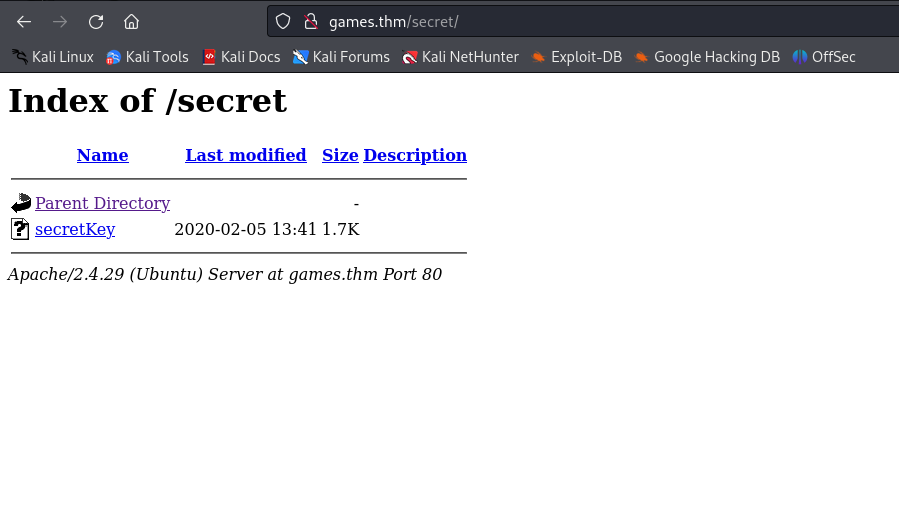 games.thm/secret/
Kali Linux Kali Tools Kali Docs Kali Forums Kali NetHunter Exploit-DB Google Hacking DB OffSec
Index of /secret
Name Last modified Size Description
Parent Directory -
secretKey 2020-02-05 13:41 1.7K
Apache/2.4.29 (Ubuntu) Server at games.thm Port 80